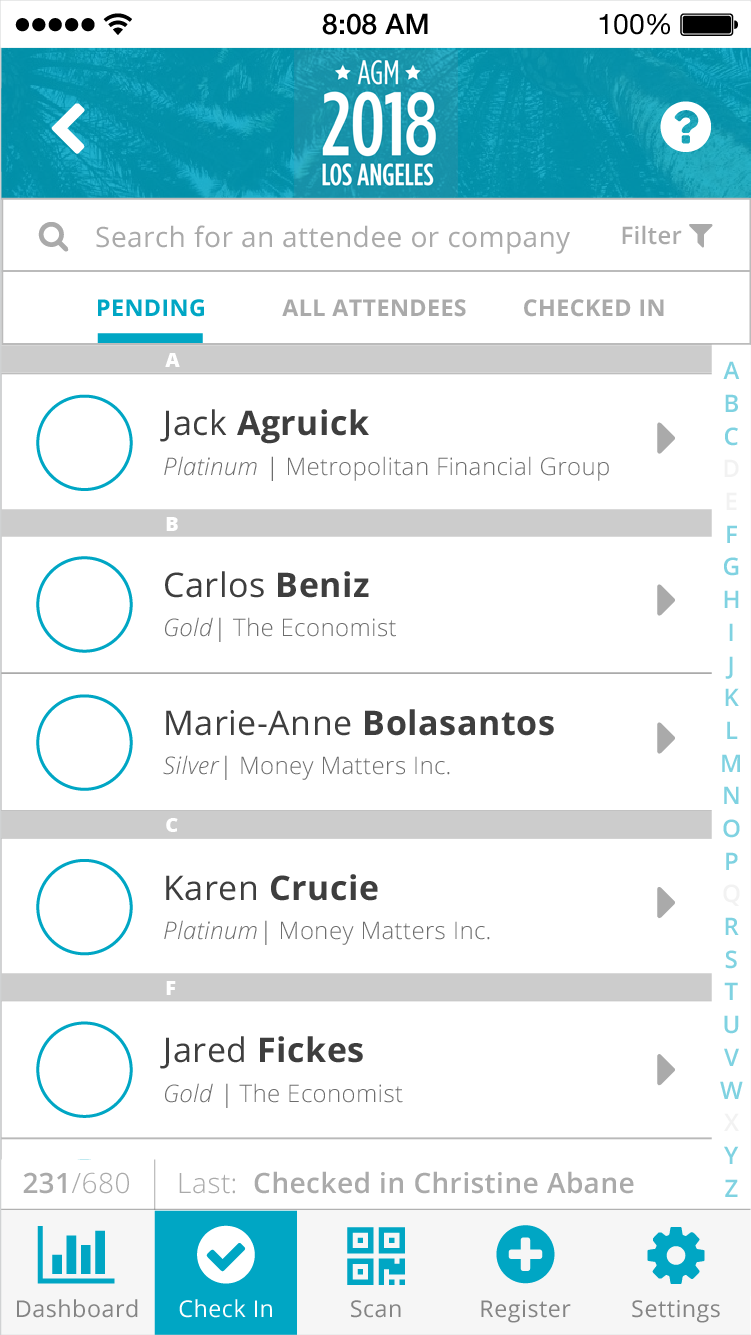 8:08 AM
100%
AGM
2018
LOS ANGELES
?
Search for an attendee or company
Filter
PENDING
ALL ATTENDEES
CHECKED IN
A
Jack Agruick
Platinum | Metropolitan Financial Group
B
Carlos Beniz
Gold| The Economist
Marie-Anne Bolasantos
Silver| Money Matters Inc.
C
Karen Crucie
Platinum| Money Matters Inc.
F
Jared Fickes
Gold | The Economist
A
B
C
D
E
F
G
H
I
J
K
L
M
N
O
P
Q
R
S
T
U
V
W
X
Y
Z
231/680
Last: Checked in Christine Abane
Dashboard
Check In
Scan
Register
Settings